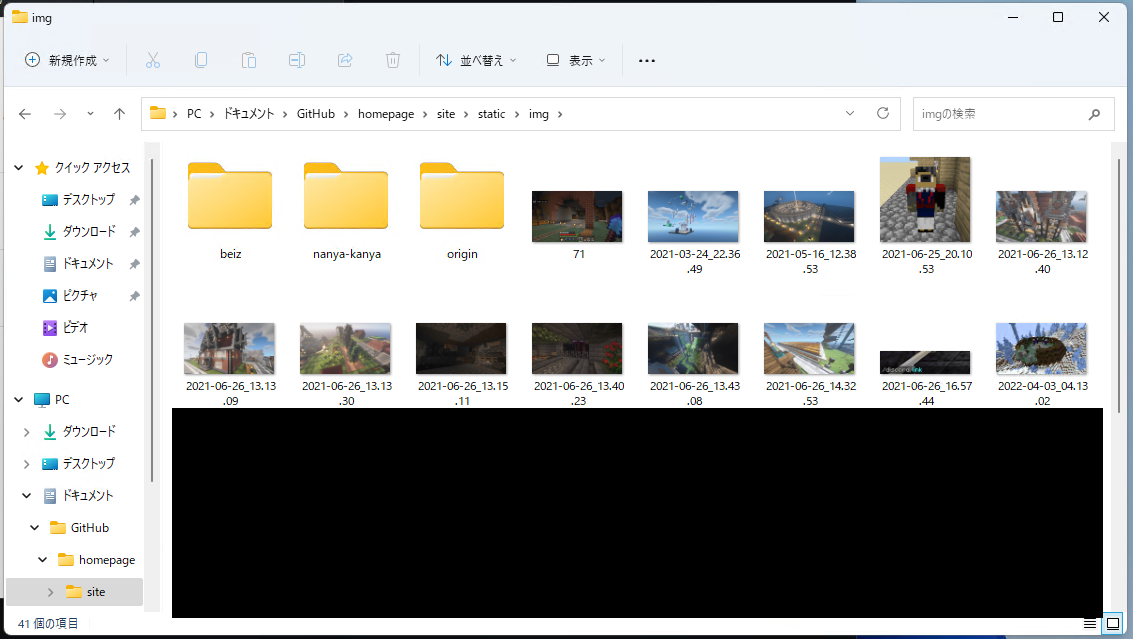 img
新規作成
並べ替え
表示
PC
ドキュメント
GitHub
homepage
site
static
img
imgの検索
クイック アクセス
デスクトップ
ダウンロード
ドキュメント
ピクチャ
ビデオ
ミュージック
PC
ダウンロード
デスクトップ
ドキュメント
GitHub
homepage
site
beiz
nanya-kanya
origin
71
2021-03-24_22.36
.49
2021-05-16_12.38
.53
2021-06-25_20.10
.53
2021-06-26_13.12
.40
2021-06-26_13.13
.09
2021-06-26_13.13
.30
2021-06-26_13.15
.11
2021-06-26_13.40
.23
2021-06-26_13.43
.08
2021-06-26_14.32
.53
/discord link
2021-06-26_16.57
.44
2022-04-03_04.13
.02
41 個の項目